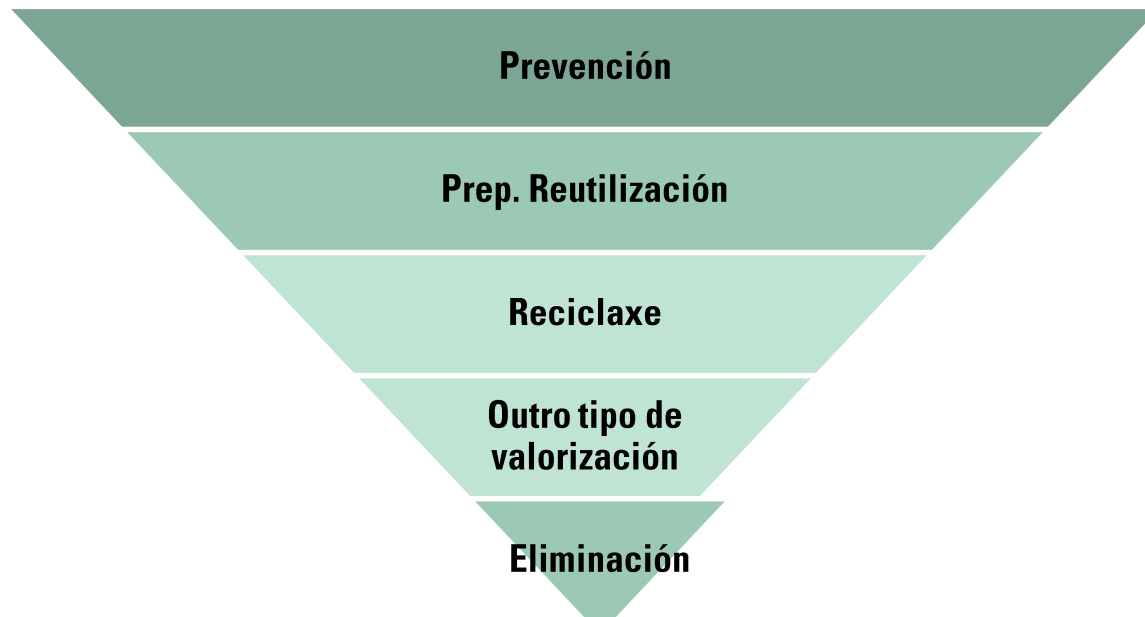 Prevención
Prep. Reutilización
Reciclaxe
Outro tipo de
valorización
Eliminación